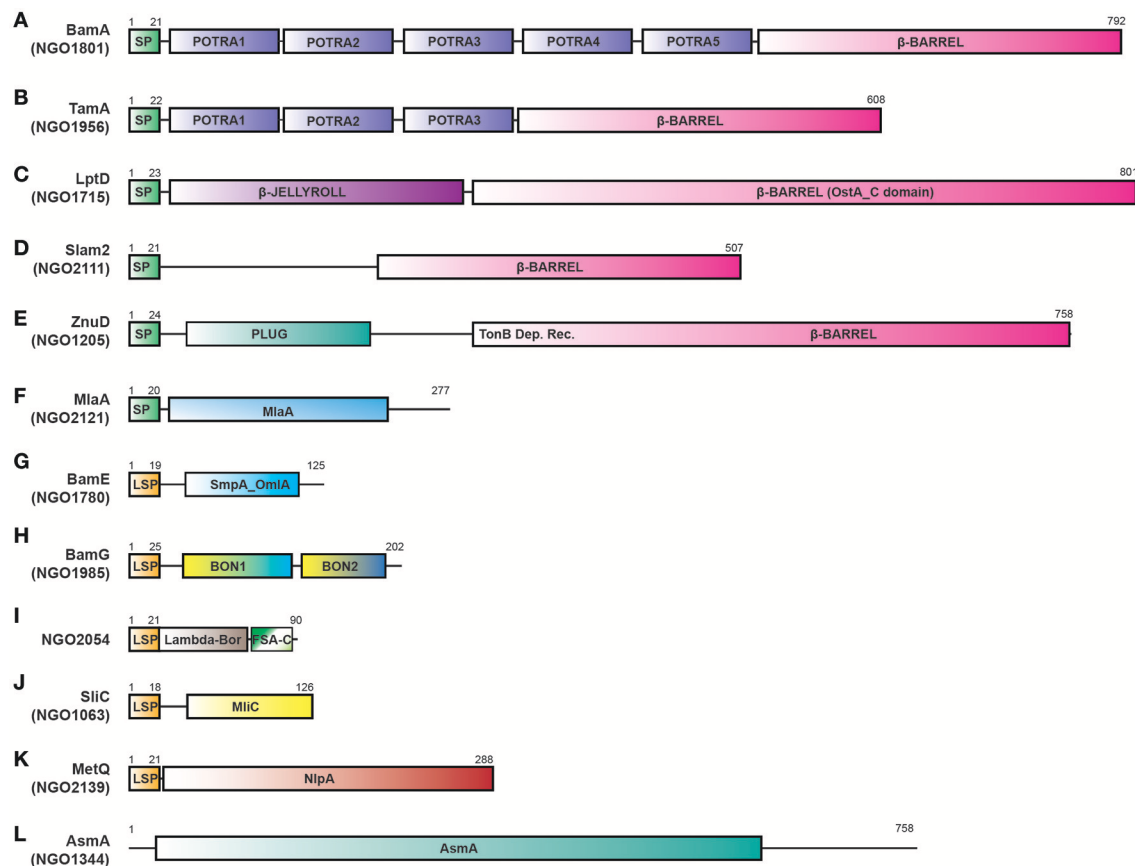 A
BamA
(NGO1801)
1 21 792
SP POTRA1 POTRA2 POTRA3 POTRA4 POTRA5 β-BARREL
B
TamA
(NGO1956)
1 22 608
SP POTRA1 POTRA2 POTRA3 β-BARREL
C
LptD
(NGO1715)
1 23 801
SP β-JELLYROLL β-BARREL (OstA_C domain)
D
Slam2
(NGO2111)
1 21 507
SP β-BARREL
E
ZnuD
(NGO1205)
1 24 758
SP PLUG TonB Dep. Rec. β-BARREL
F
MlaA
(NGO2121)
1 20 277
SP MlaA
G
BamE
(NGO1780)
1 19 125
LSP SmpA_OmlA
H
BamG
(NGO1985)
1 25 202
LSP BON1 BON2
I
NGO2054
1 21 90
LSP Lambda-Bor FSA-C
J
SliC
(NGO1063)
1 18 126
LSP MliC
K
MetQ
(NGO2139)
1 21 288
LSP NlpA
L
AsmA
(NGO1344)
1 758
AsmA